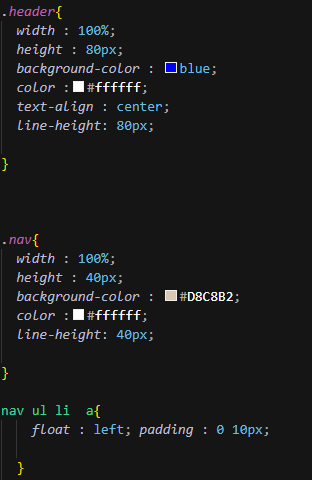 .header{
width : 100%;
height : 80px;
background-color : blue;
color : #ffffff;
text-align : center;
line-height: 80px;
}
.nav{
width : 100%;
height : 40px;
background-color : #D8C8B2;
color : #ffffff;
line-height: 40px;
}
nav ul li  a{
float : left; padding : 0 10px;
}